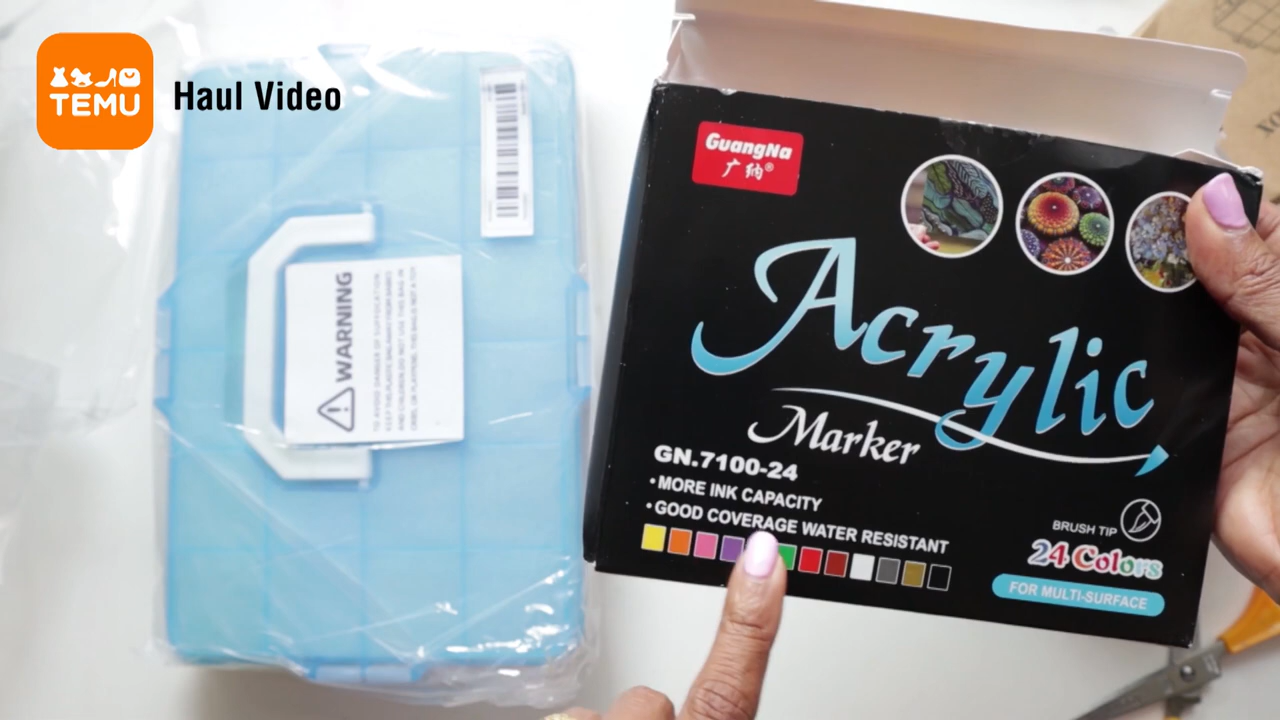 TEMU
Haul Video
WARNING
GuangNa
广纳®
Acrylic
Marker
GN.7100-24
• MORE INK CAPACITY
• GOOD COVERAGE WATER RESISTANT
BRUSH TIP
24 Colors
FOR MULTI-SURFACE